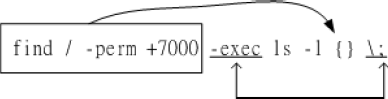 find / -perm +7000 -exec ls -l {} \;